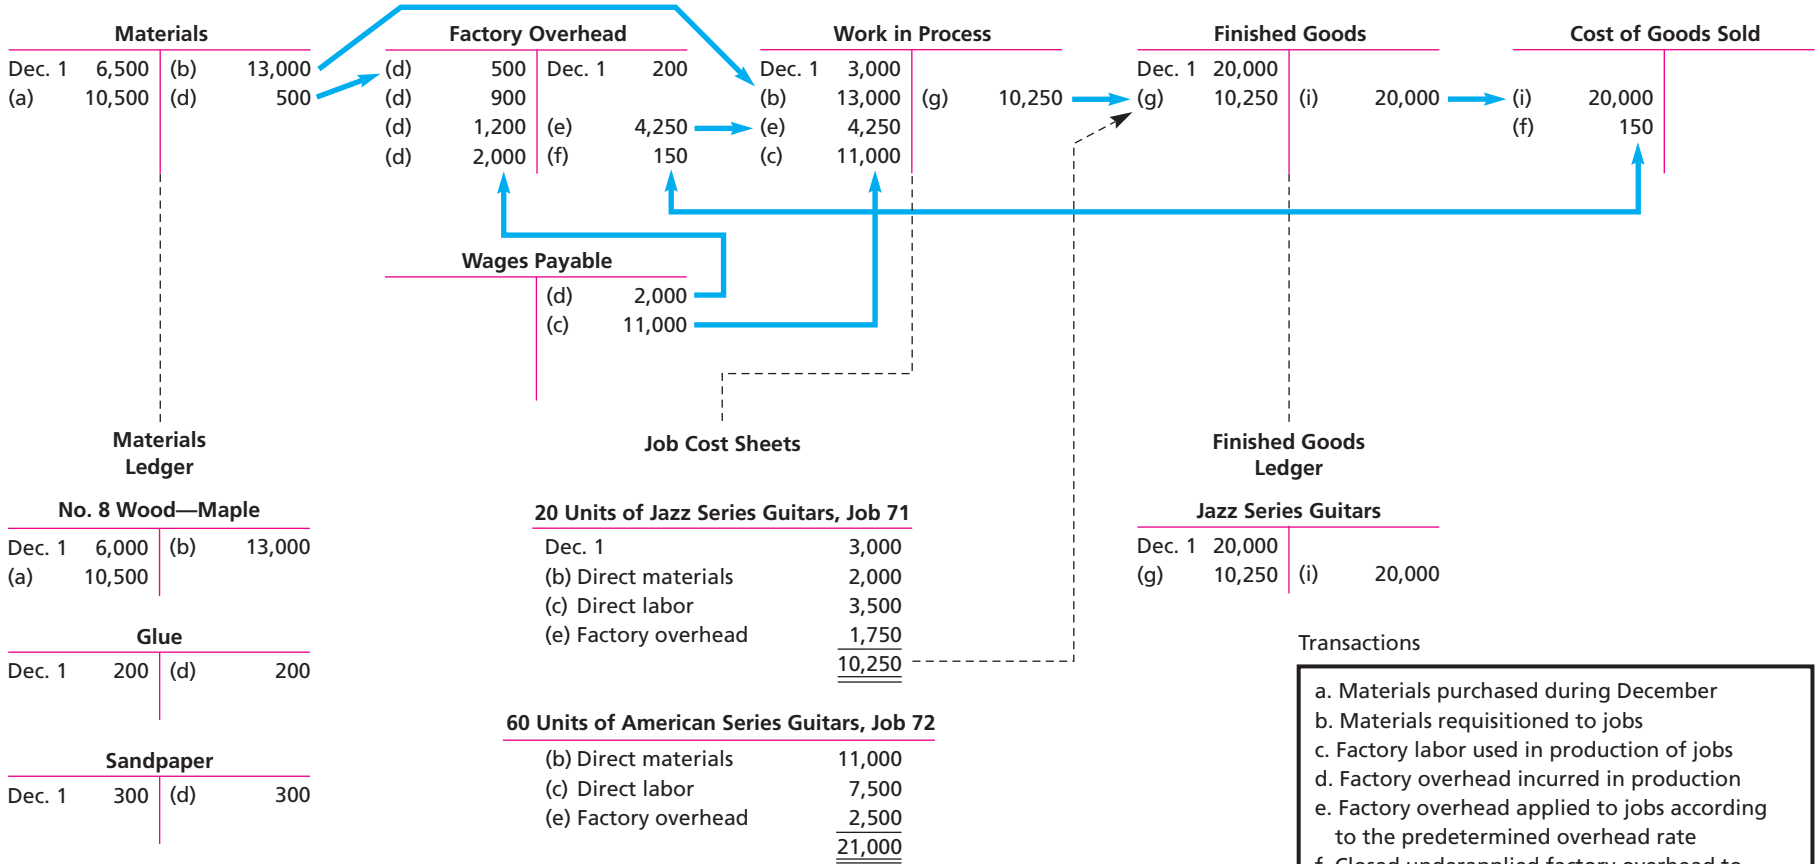 Materials
Dec. 1 6,500 (b) 13,000
(a) 10,500 (d) 500
Factory Overhead
(d) 500 Dec. 1 200
(d) 900
(d) 1,200 (e) 4,250
(d) 2,000 (f) 150
Work in Process
Dec. 1 3,000
(b) 13,000 (g) 10,250
(e) 4,250
(c) 11,000
Finished Goods
Dec. 1 20,000
(g) 10,250 (i) 20,000
Cost of Goods Sold
(i) 20,000
(f) 150
Wages Payable
(d) 2,000
(c) 11,000
Materials
Ledger
No. 8 Wood—Maple
Dec. 1 6,000 (b) 13,000
(a) 10,500
Glue
Dec. 1 200 (d) 200
Sandpaper
Dec. 1 300 (d) 300
Job Cost Sheets
20 Units of Jazz Series Guitars, Job 71
Dec. 1 3,000
(b) Direct materials 2,000
(c) Direct labor 3,500
(e) Factory overhead 1,750
10,250
60 Units of American Series Guitars, Job 72
(b) Direct materials 11,000
(c) Direct labor 7,500
(e) Factory overhead 2,500
21,000
Finished Goods
Ledger
Jazz Series Guitars
Dec. 1 20,000
(g) 10,250 (i) 20,000
Transactions
a. Materials purchased during December
b. Materials requisitioned to jobs
c. Factory labor used in production of jobs
d. Factory overhead incurred in production
e. Factory overhead applied to jobs according
to the predetermined overhead rate
f. Closed underapplied factory overhead to